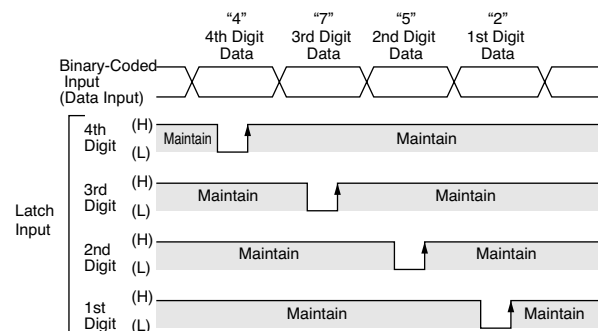 “4” “7” “5” “2”
4th Digit 3rd Digit 2nd Digit 1st Digit
Data Data Data Data
Binary-Coded
Input
(Data Input)
Latch
Input
4th
Digit
(H)
(L)
Maintain Maintain
3rd
Digit
(H)
(L)
Maintain Maintain
2nd
Digit
(H)
(L)
Maintain Maintain
1st
Digit
(H)
(L)
Maintain Maintain